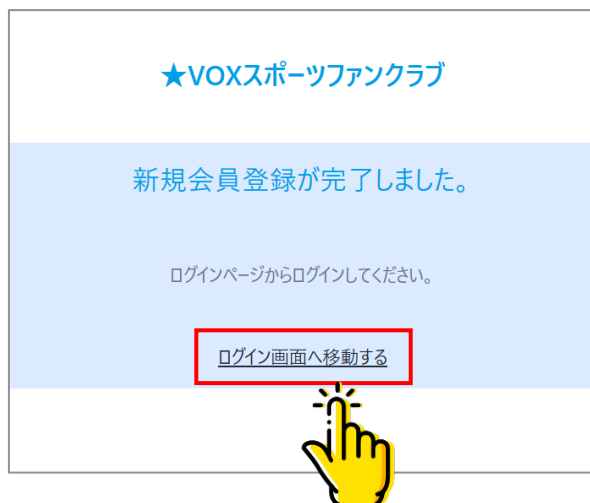 ★VOXスポーツファンクラブ
新規会員登録が完了しました。
ログインページからログインしてください。
ログイン画面へ移動する